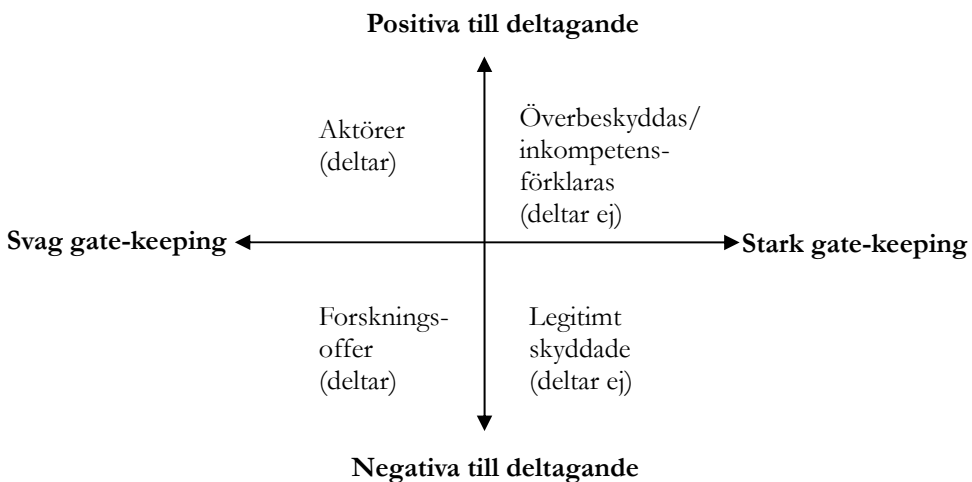 Positiva till deltagande
Aktörer
(deltar)
Överbeskyddas/
inkompetens-
förklaras
(deltar ej)
Svag gate-keeping
Stark gate-keeping
Forsknings-
offer
(deltar)
Legitimt
skyddade
(deltar ej)
Negativa till deltagande